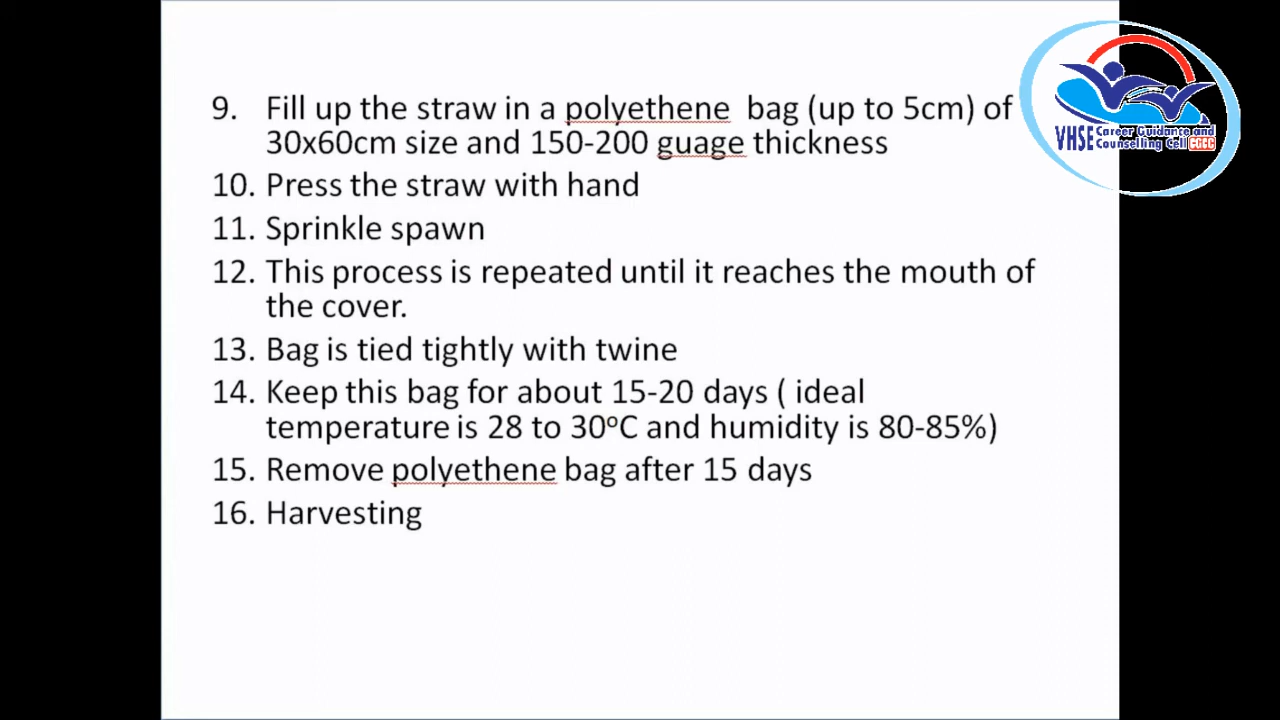 9. Fill up the straw in a polyethene bag (up to 5cm) of
30x60cm size and 150-200 guage thickness
10. Press the straw with hand
11. Sprinkle spawn
12. This process is repeated until it reaches the mouth of
the cover.
13. Bag is tied tightly with twine
14. Keep this bag for about 15-20 days ( ideal
temperature is 28 to 30°C and humidity is 80-85%)
15. Remove polyethene bag after 15 days
16. Harvesting
VHSE Career Guidance and
Counselling Cell CGCC